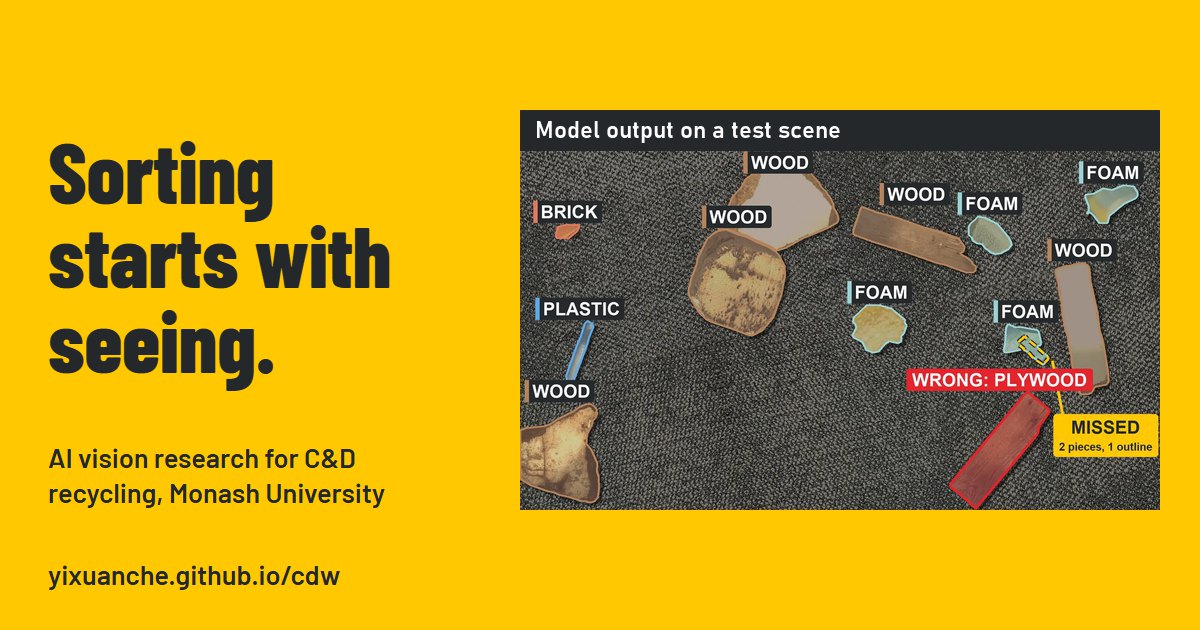 Sorting
starts with
seeing.
AI vision research for C&D
recycling, Monash University
yixuanche.github.io/cdw
Model output on a test scene
WOOD
FOAM
WOOD
FOAM
BRICK
WOOD
WOOD
FOAM
PLASTIC
FOAM
WRONG: PLYWOOD
WOOD
MISSED
2 pieces, 1 outline